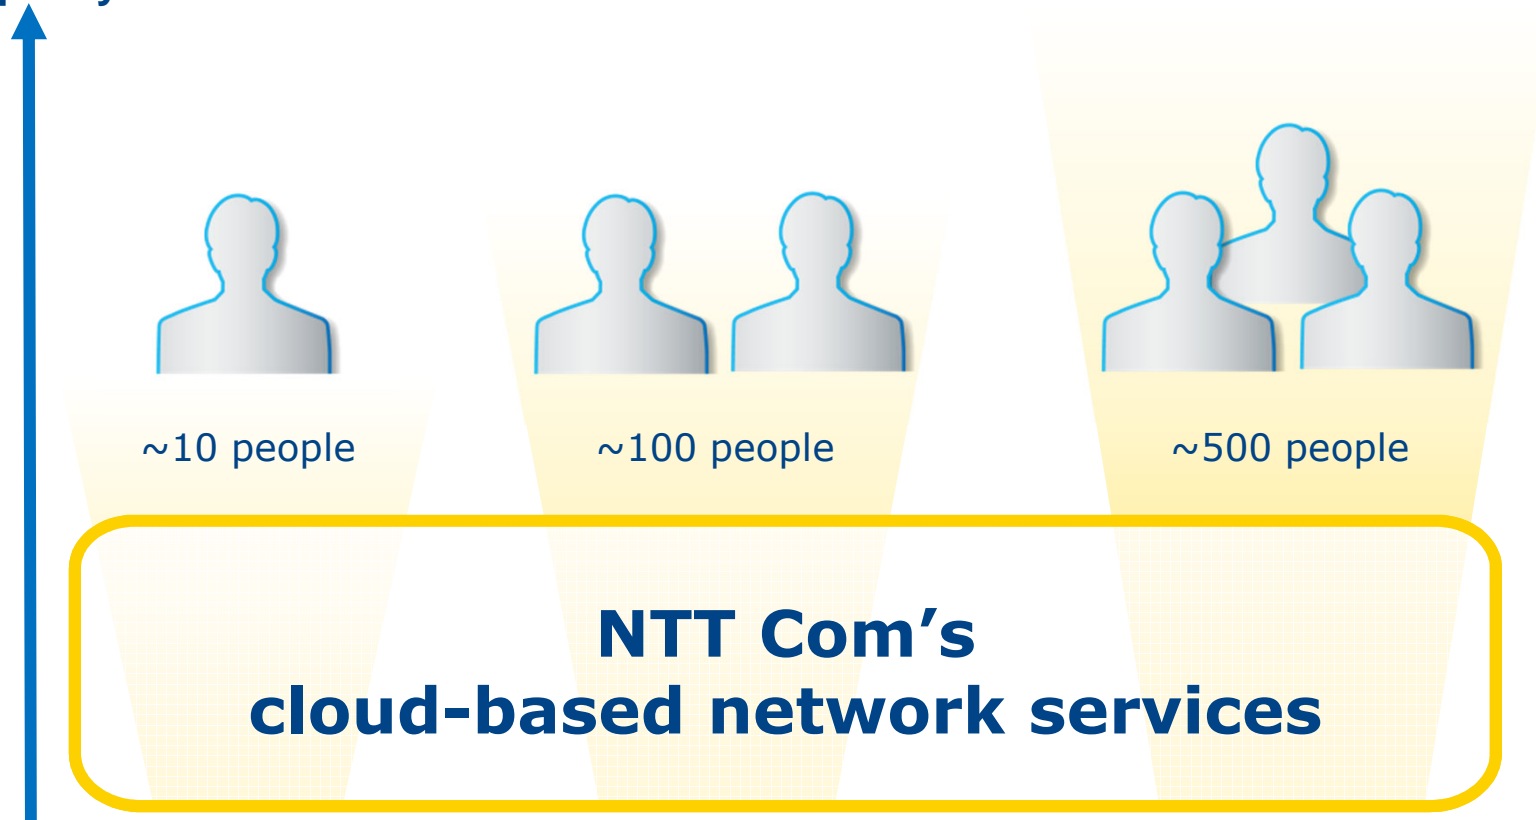 ~10 people
~100 people
~500 people
NTT Com’s
cloud-based network services